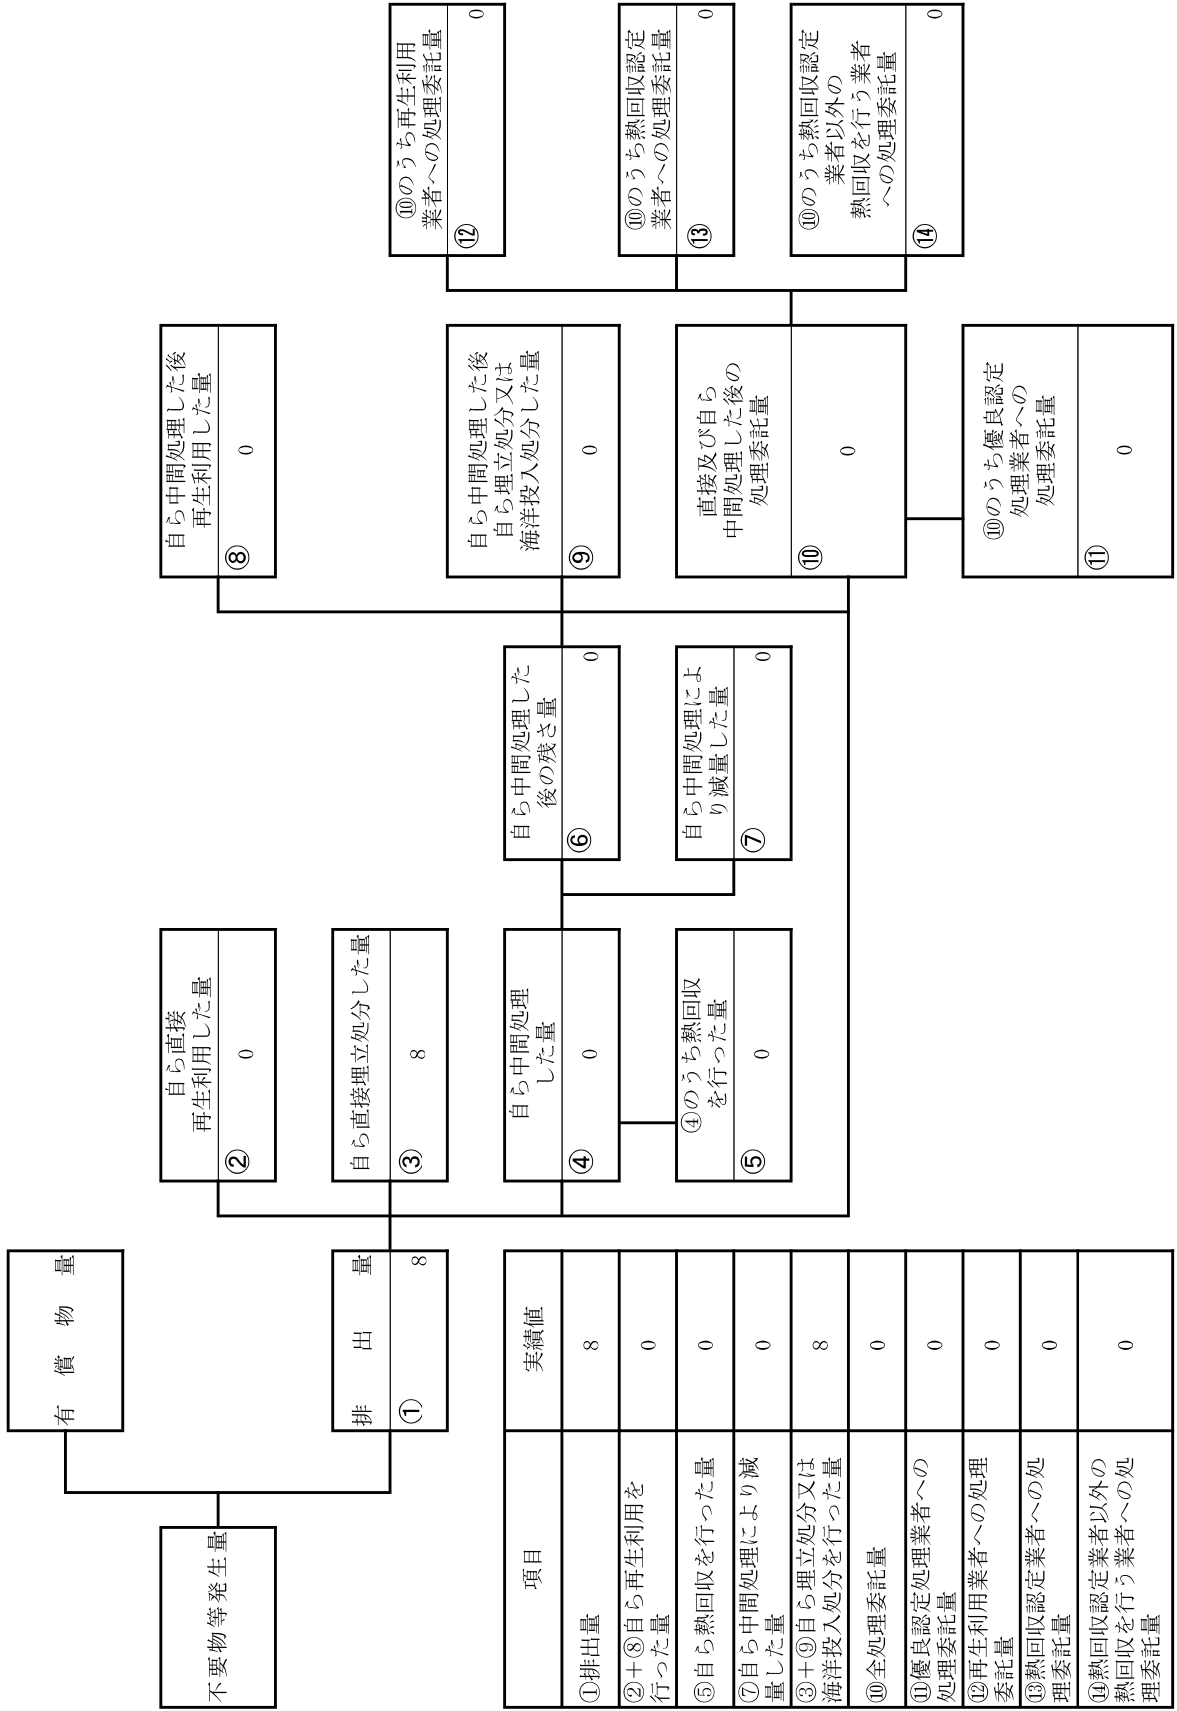 有償物量
不要物等発生量
排出量
①
8
自ら直接
再生利用した量
②
0
自ら直接埋立処分した量
③
8
自ら中間処理
した量
④
0
④のうち熱回収
を行った量
⑤
0
自ら中間処理した
後の残さ量
⑥
0
自ら中間処理によ
り減量した量
⑦
0
自ら中間処理した後
再生利用した量
⑧
0
自ら中間処理した後
自ら埋立処分又は
海洋投入処分した量
⑨
0
直接及び自ら
中間処理した後の
処理委託量
⑩
0
⑩のうち優良認定
処理業者への
処理委託量
⑪
0
⑩のうち再生利用
業者への処理委託量
⑫
0
⑩のうち熱回収認定
業者への処理委託量
⑬
0
⑩のうち熱回収認定
業者以外の
熱回収を行う業者
への処理委託量
⑭
0
項目 実績値
①排出量 8
②＋⑧自ら再生利用を
行った量 0
⑤自ら熱回収を行った量 0
⑦自ら中間処理により減
量した量 0
③＋⑨自ら埋立処分又は
海洋投入処分を行った量 8
⑩全処理委託量 0
⑪優良認定処理業者への
処理委託量 0
⑫再生利用業者への処理
委託量 0
⑬熱回収認定業者への処
理委託量 0
⑭熱回収認定業者以外の
熱回収を行う業者への処
理委託量 0